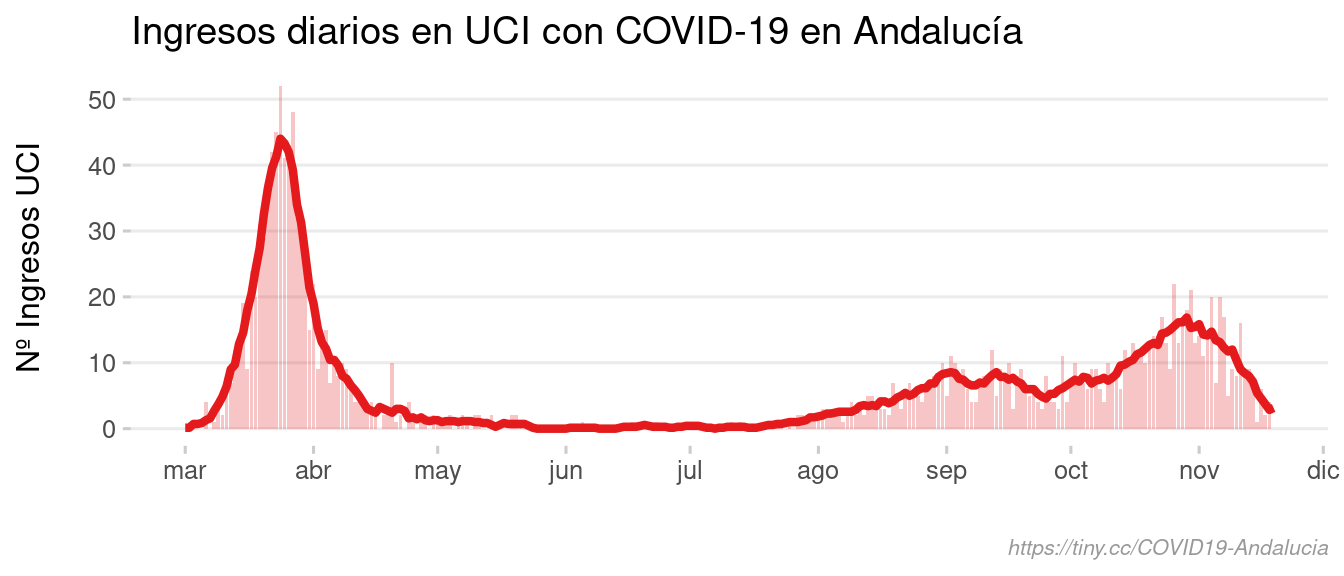 Ingresos diarios en UCI con COVID-19 en Andalucía
Nº Ingresos UCI
50
40
30
20
10
0
mar abr may jun jul ago sep oct nov dic
https://tiny.cc/COVID19-Andalucia